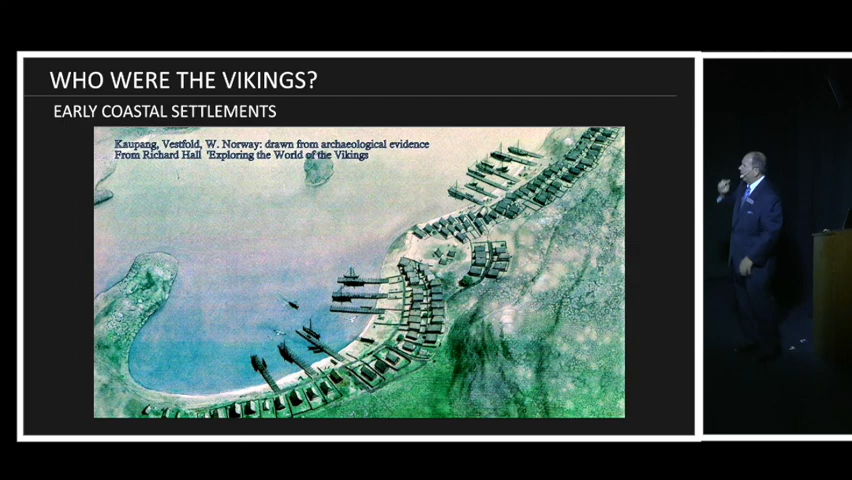 WHO WERE THE VIKINGS?
EARLY COASTAL SETTLEMENTS
Kaupang, Vestfold, W. Norway: drawn from archaeological evidence
From Richard Hall 'Exploring the World of the Vikings